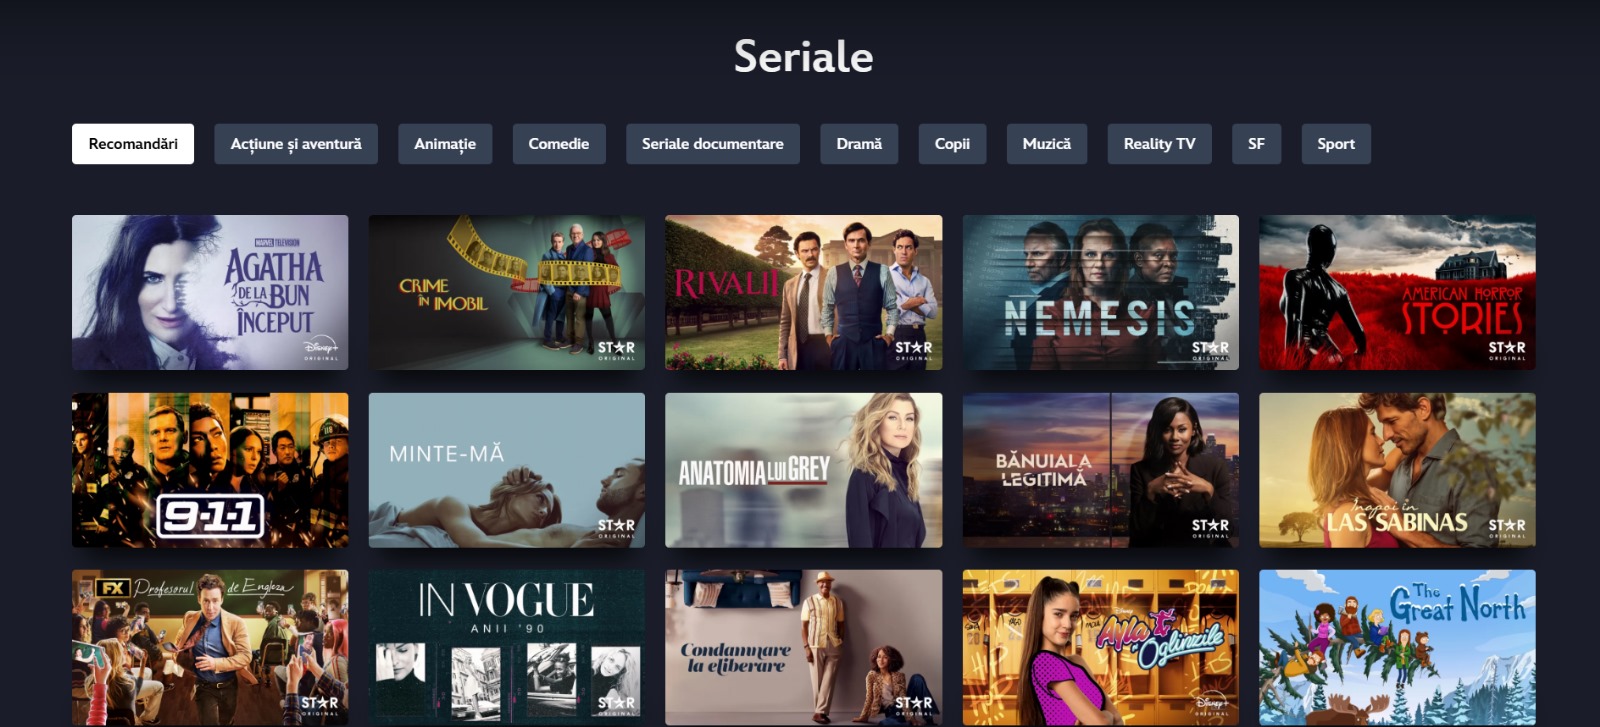 Seriale
Recomandări
Acțiune și aventură
Animație
Comedie
Seriale documentare
Dramă
Copii
Muzică
Reality TV
SF
Sport
MARVEL TELEVISION
AGATHA
DE LA BUN
ÎNCEPUT
Disney+
ORIGINAL
CRIME
ÎN IMOBIL
STAR
ORIGINAL
RIVALII
STAR
ORIGINAL
NEMESIS
STAR
ORIGINAL
AMERICAN HORROR
STORIES
STAR
ORIGINAL
118
9-1-1
MINTE-MĂ
STAR
ORIGINAL
ANATOMIA LUI GREY
BĂNUIALA
LEGITIMĂ
STAR
ORIGINAL
Înapoi în
LAS SABINAS
STAR
ORIGINAL
FX Profesorul de Engleza
STAR
ORIGINAL
IN VOGUE
ANII '90
STAR
ORIGINAL
Condamnare
la eliberare
STAR
ORIGINAL
Disney
Ayla și
Oglinzile
Disney+
ORIGINAL
The
Great North